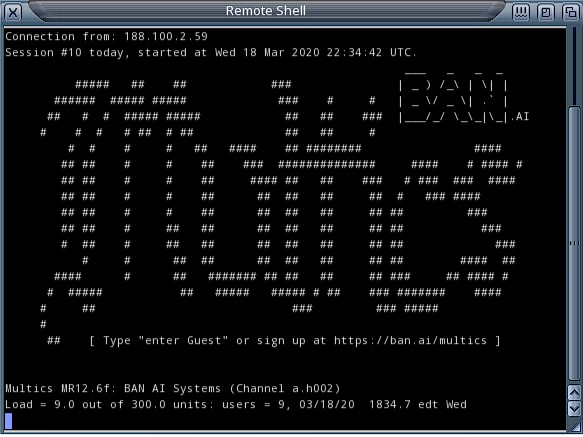 Remote Shell
Connection from: 188.100.2.59
Session #10 today, started at Wed 18 Mar 2020 22:34:42 UTC.
BAN.AI
Multics
[ Type "enter Guest" or sign up at https://ban.ai/multics ]
Multics MR12.6f: BAN AI Systems (Channel a.h002)
Load = 9.0 out of 300.0 units: users = 9, 03/18/20  1834.7 edt Wed